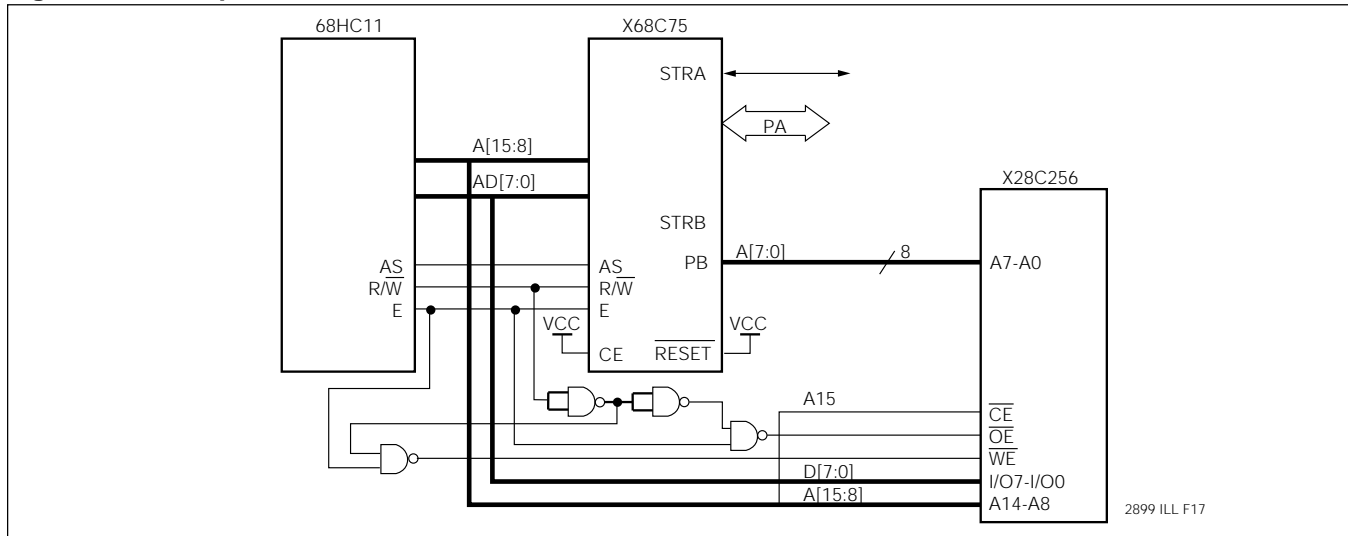 68HC11
X68C75
STRA
PA
A[15:8]
AD[7:0]
X28C256
STRB
PB
A[7:0]
8
A7-A0
AS
AS
R/W
R/W
E
E
VCC
CE
RESET
VCC
A15
CE
OE
WE
D[7:0]
I/O7-I/O0
A[15:8]
A14-A8
2899 ILL F17